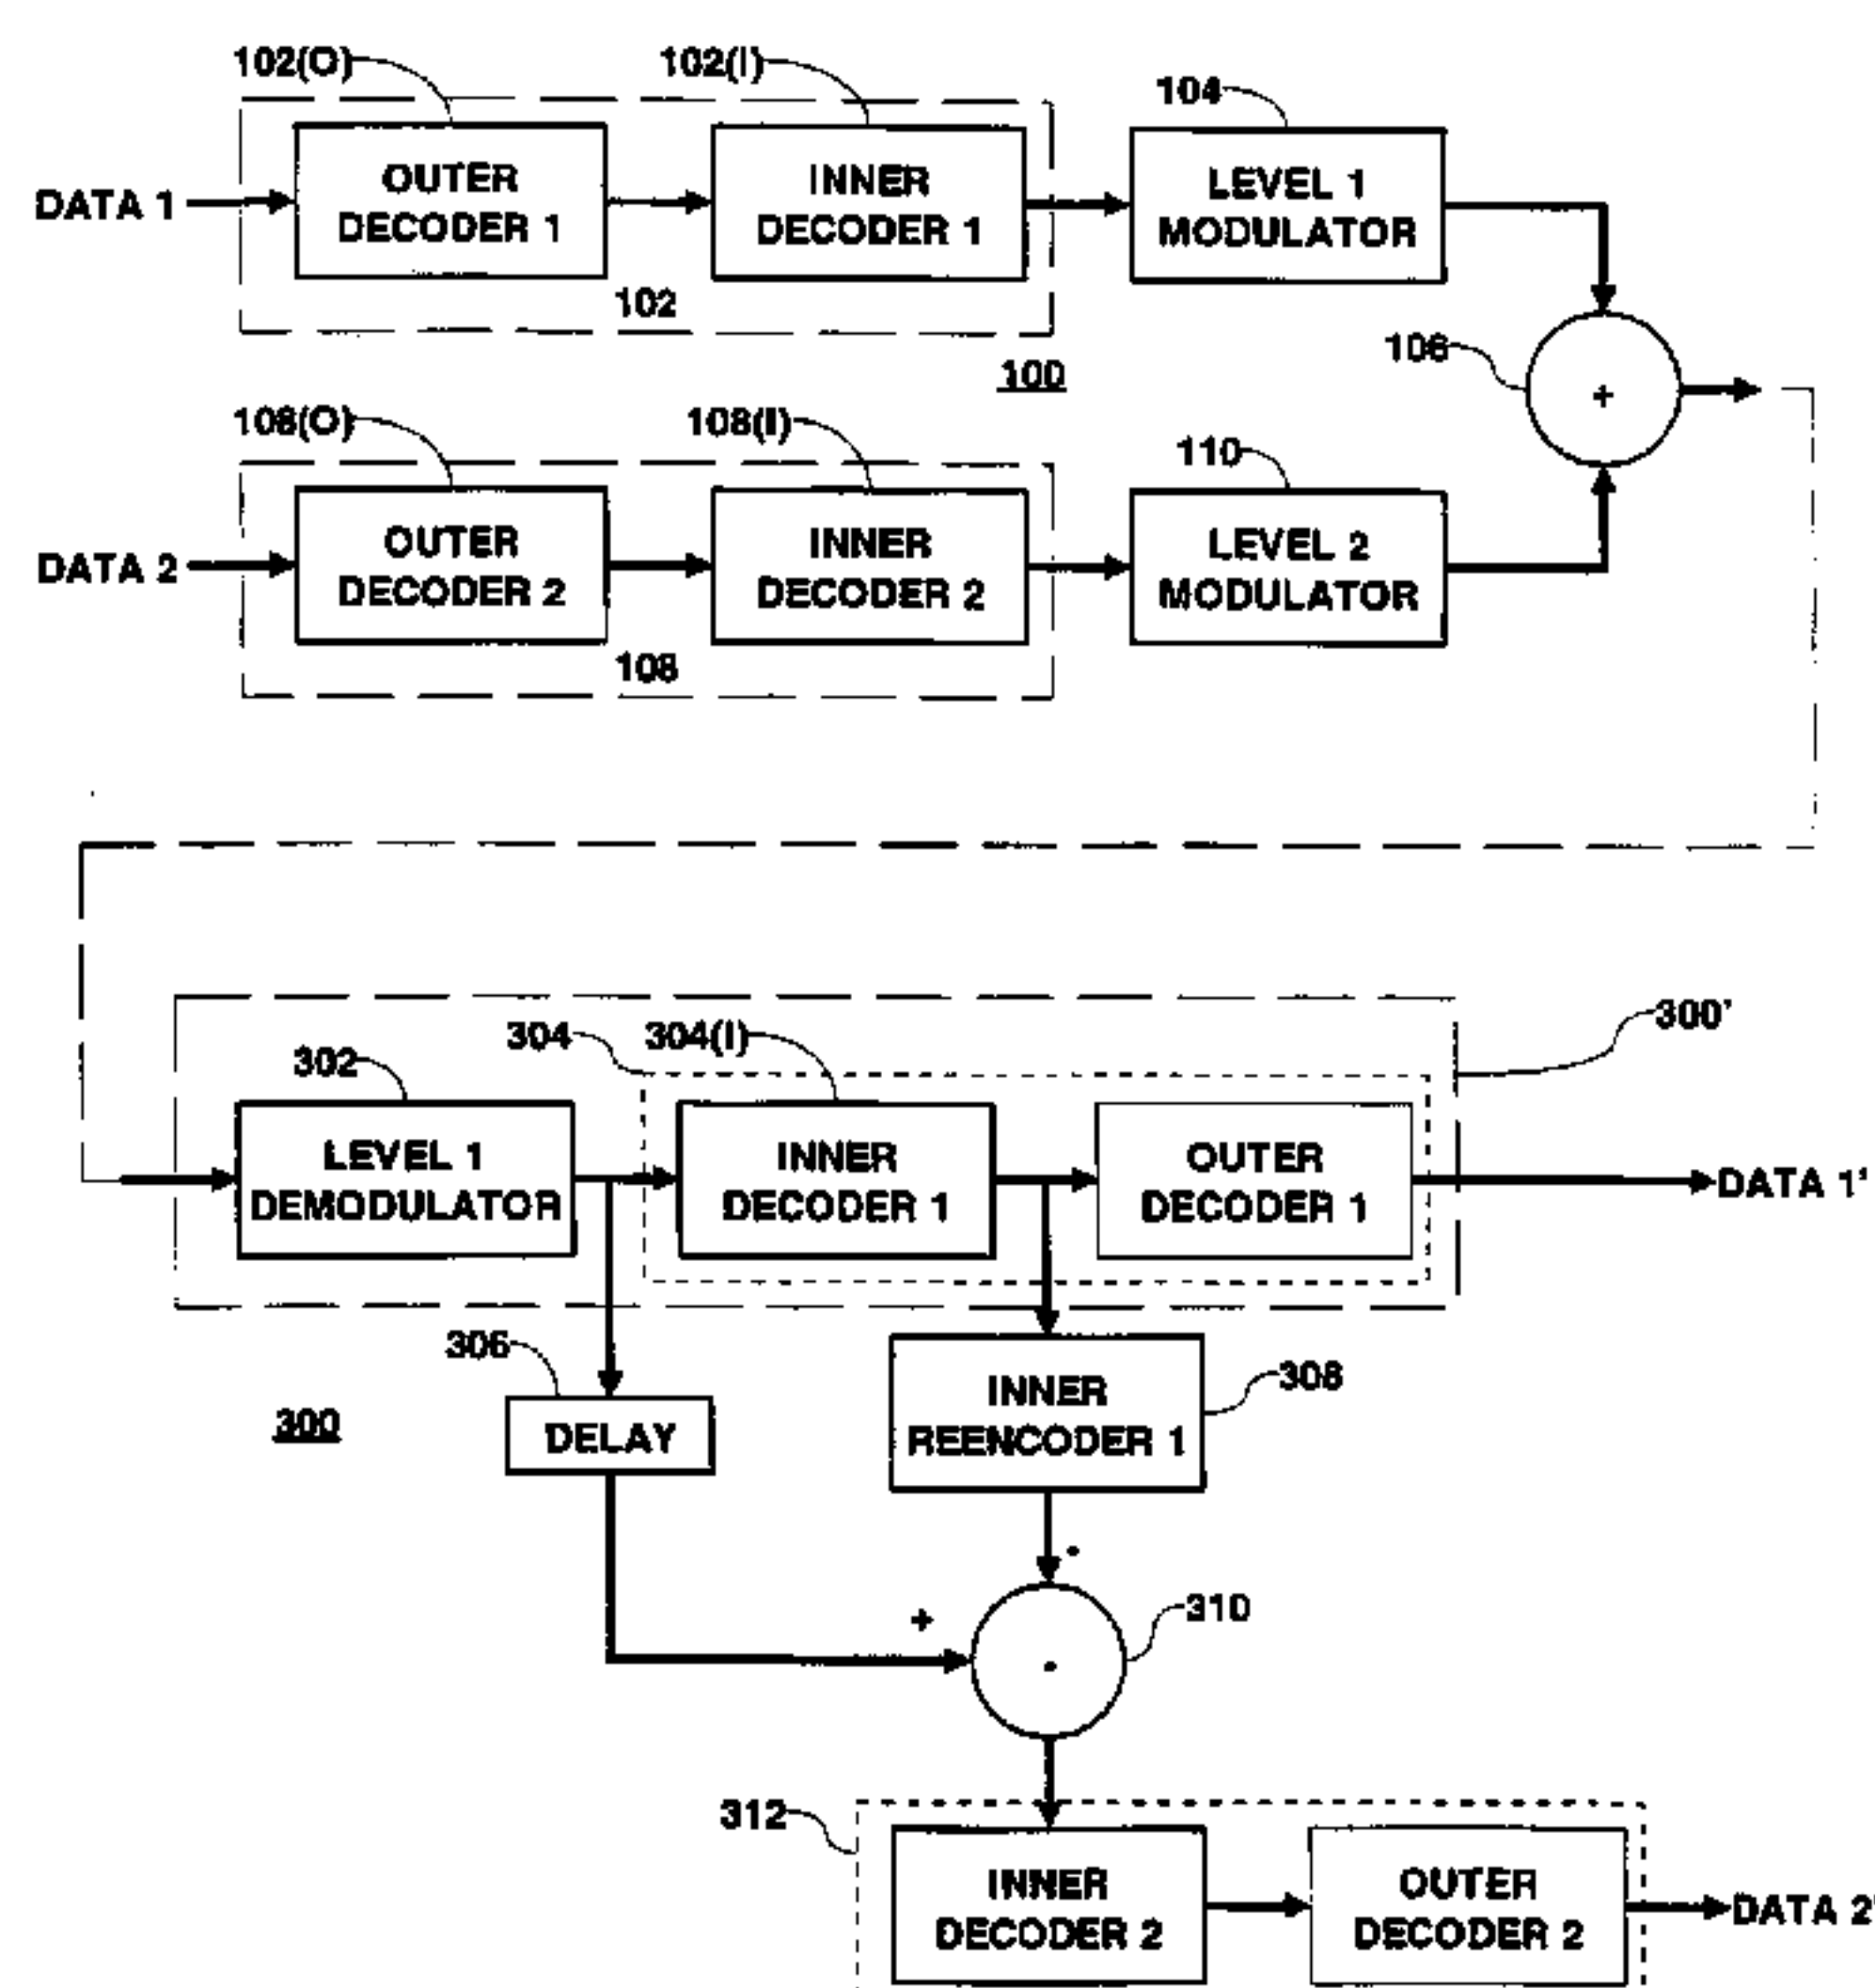 102(O)
102(I)
104
DATA 1
OUTER
DECODER 1
INNER
DECODER 1
LEVEL 1
MODULATOR
102
106
+
100
108(O)
108(I)
110
DATA 2
OUTER
DECODER 2
INNER
DECODER 2
LEVEL 2
MODULATOR
108
300'
304
304(I)
302
LEVEL 1
DEMODULATOR
INNER
DECODER 1
OUTER
DECODER 1
DATA 1'
306
308
300
DELAY
INNER
REENCODER 1
-
+
310
-
312
INNER
DECODER 2
OUTER
DECODER 2
DATA 2'